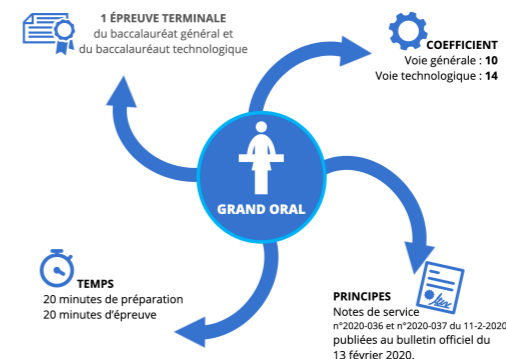 1 ÉPREUVE TERMINALE
du baccalauréat général et
du baccalauréaut technologique
COEFFICIENT
Voie générale : 10
Voie technologique : 14
GRAND ORAL
TEMPS
20 minutes de préparation
20 minutes d'épreuve
PRINCIPES
Notes de service
n°2020-036 et n°2020-037 du 11-2-2020
publiées au bulletin officiel du
13 février 2020.